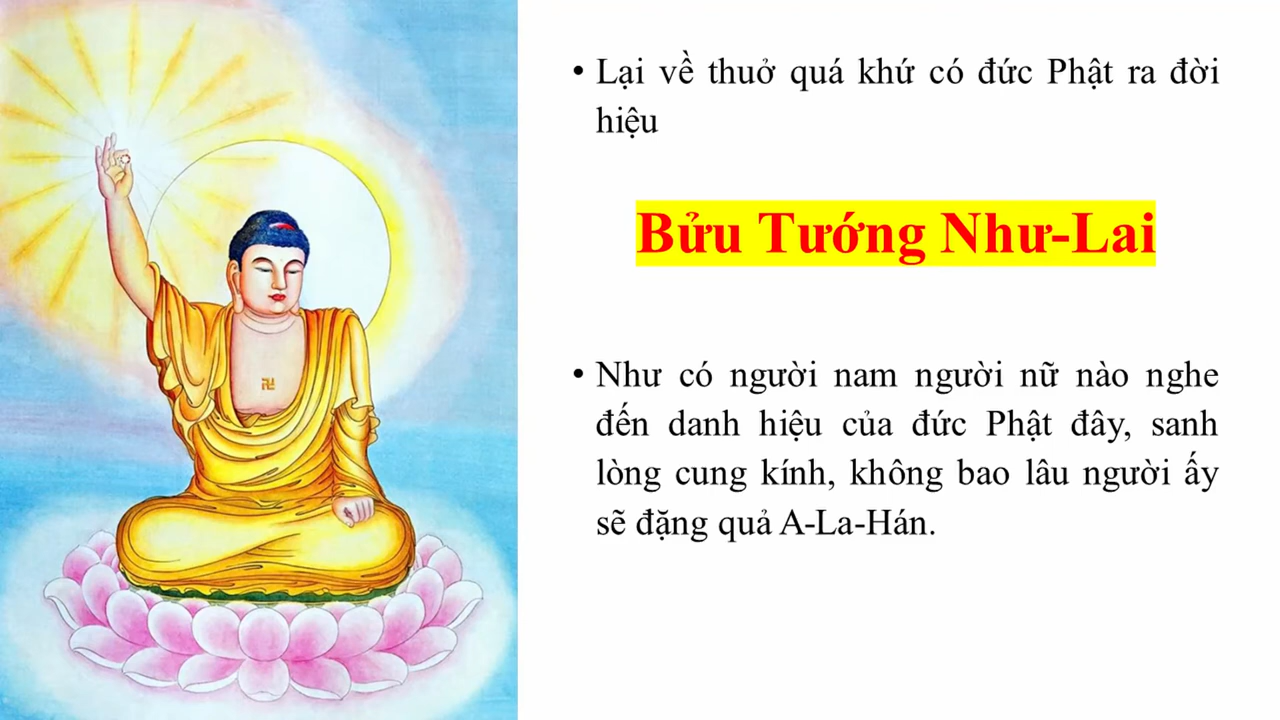 • Lại về thuở quá khứ có đức Phật ra đời
hiệu
Bửu Tướng Như-Lai
• Như có người nam người nữ nào nghe
đến danh hiệu của đức Phật đây, sanh
lòng cung kính, không bao lâu người ấy
sẽ đặng quả A-La-Hán.